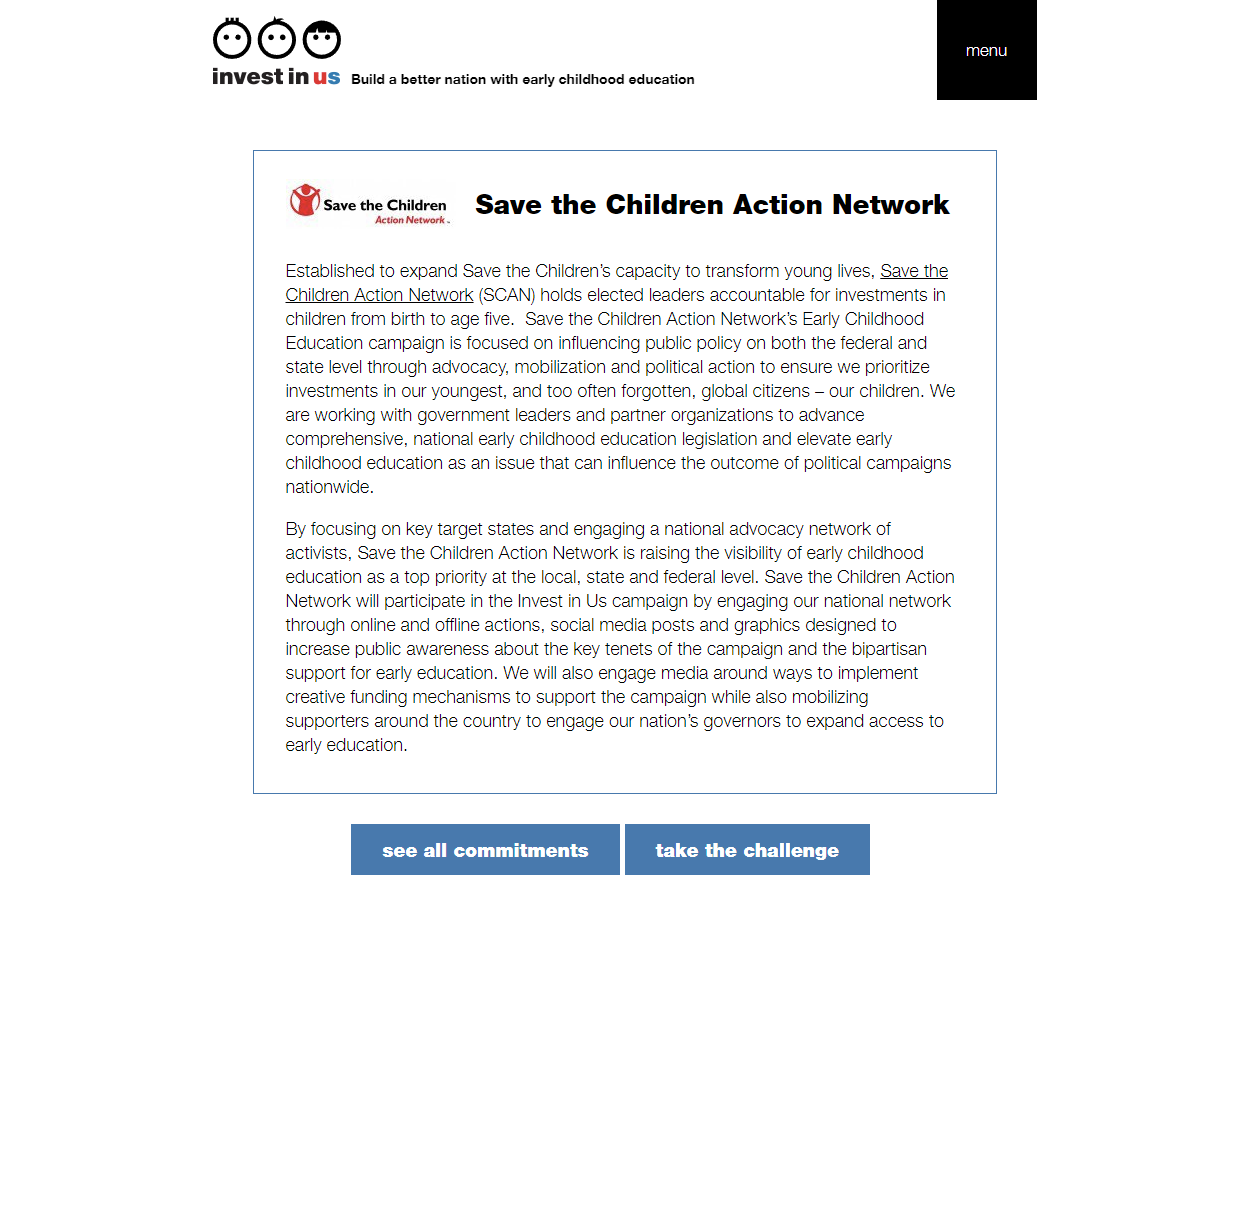 menu
invest in us Build a better nation with early childhood education
Save the Children
Action Network™
Save the Children Action Network
Established to expand Save the Children’s capacity to transform young lives, Save the
Children Action Network (SCAN) holds elected leaders accountable for investments in
children from birth to age five.  Save the Children Action Network’s Early Childhood
Education campaign is focused on influencing public policy on both the federal and
state level through advocacy, mobilization and political action to ensure we prioritize
investments in our youngest, and too often forgotten, global citizens – our children. We
are working with government leaders and partner organizations to advance
comprehensive, national early childhood education legislation and elevate early
childhood education as an issue that can influence the outcome of political campaigns
nationwide.
By focusing on key target states and engaging a national advocacy network of
activists, Save the Children Action Network is raising the visibility of early childhood
education as a top priority at the local, state and federal level. Save the Children Action
Network will participate in the Invest in Us campaign by engaging our national network
through online and offline actions, social media posts and graphics designed to
increase public awareness about the key tenets of the campaign and the bipartisan
support for early education. We will also engage media around ways to implement
creative funding mechanisms to support the campaign while also mobilizing
supporters around the country to engage our nation’s governors to expand access to
early education.
see all commitments
take the challenge